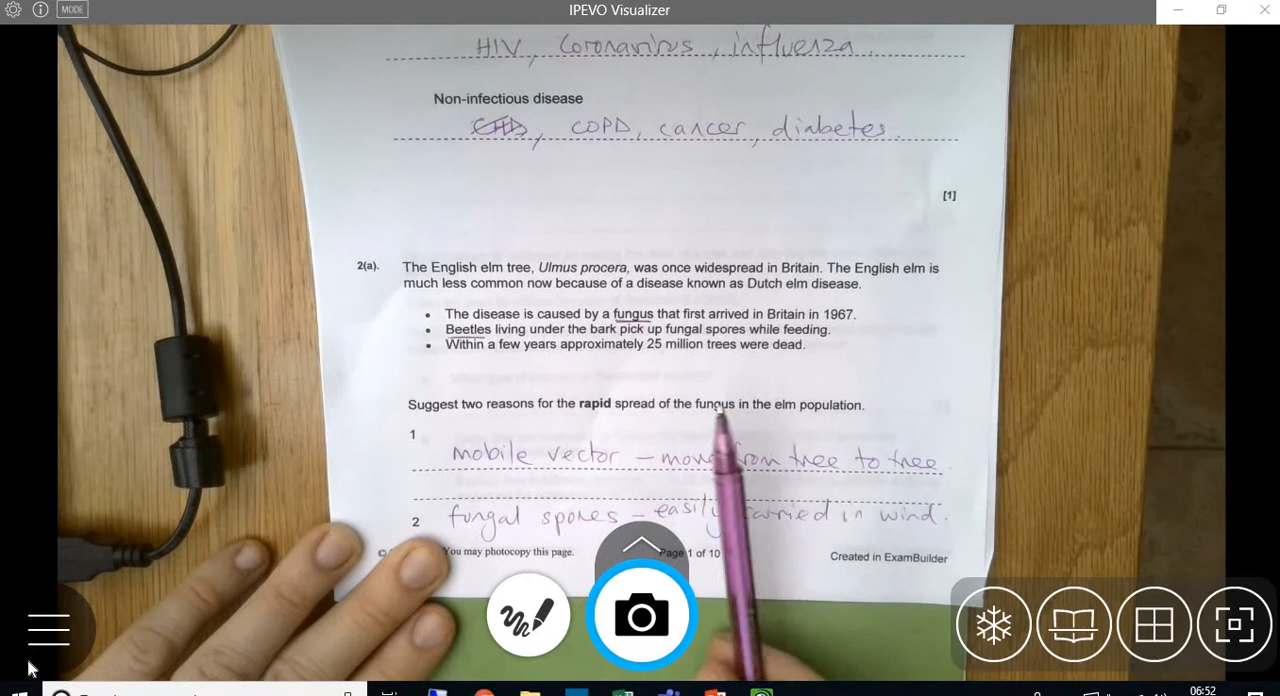 IPEVO Visualizer
MODE
HIV, Coronavirus, influenza.
Non-infectious disease
, COPD, cancer, diabetes.
[1]
2(a). The English elm tree, Ulmus procera, was once widespread in Britain. The English elm is
much less common now because of a disease known as Dutch elm disease.
• The disease is caused by a fungus that first arrived in Britain in 1967.
• Beetles living under the bark pick up fungal spores while feeding.
• Within a few years approximately 25 million trees were dead.
Suggest two reasons for the rapid spread of the fungus in the elm population.
1
mobile vector – from tree to tree
2 fungal spores – easily carried in wind.
You may photocopy this page. Page 1 of 10 Created in ExamBuilder
06:52